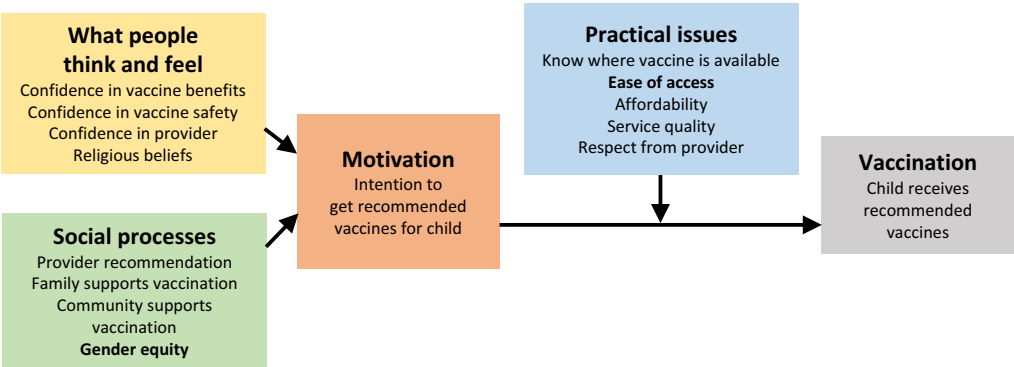 What people
think and feel
Confidence in vaccine benefits
Confidence in vaccine safety
Confidence in provider
Religious beliefs
Social processes
Provider recommendation
Family supports vaccination
Community supports
vaccination
Gender equity
Motivation
Intention to
get recommended
vaccines for child
Practical issues
Know where vaccine is available
Ease of access
Affordability
Service quality
Respect from provider
Vaccination
Child receives
recommended
vaccines